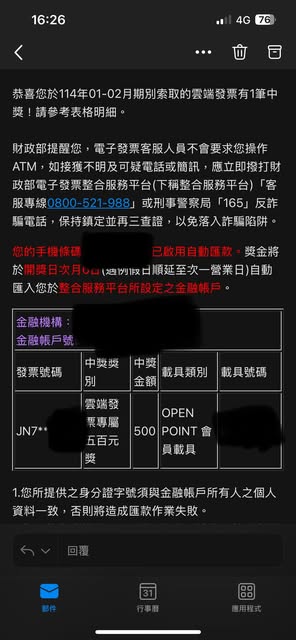 16:26
4G
76
恭喜您於114年01-02月期別索取的雲端發票有1筆中
獎！請參考表格明細。
財政部提醒您，電子發票客服人員不會要求您操作
ATM，如接獲不明及可疑電話或簡訊，應立即撥打財
政部電子發票整合服務平台(下稱整合服務平台)「客
服專線0800-521-988」或刑事警察局「165」反詐
騙電話，保持鎮定並再三查證，以免落入詐騙陷阱。
您的手機條碼 已啟用自動匯款。獎金將
於開獎日次月6日(遇例假日順延至次一營業日)自動
匯入您於整合服務平台所設定之金融帳戶。
金融機構：
金融帳戶號
發票號碼 中獎獎別 中獎金額 載具類別 載具號碼
JN7** 雲端發票專屬五百元獎 500 OPEN POINT 會員載具
1.您所提供之身分證字號須與金融帳戶所有人之個人
資料一致，否則將造成匯款作業失敗。
回覆
31
郵件 行事曆 應用程式